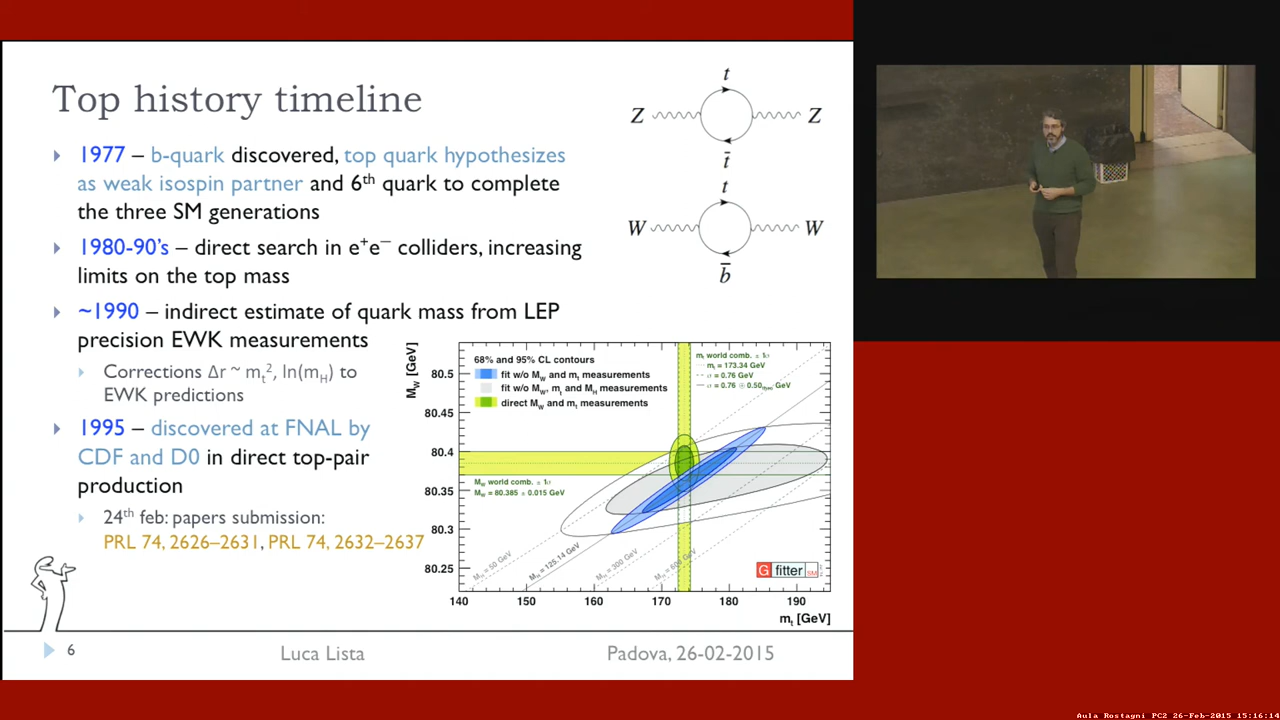 Top history timeline
1977 – b-quark discovered, top quark hypothesizes
as weak isospin partner and 6th quark to complete
the three SM generations
1980-90's – direct search in e+e− colliders, increasing
limits on the top mass
~1990 – indirect estimate of quark mass from LEP
precision EWK measurements
Corrections Δr ~ mt², ln(mH) to
EWK predictions
1995 – discovered at FNAL by
CDF and D0 in direct top-pair
production
24th feb: papers submission:
PRL 74, 2626–2631, PRL 74, 2632–2637
t
Z
Z
t̄
t
W
W
b̄
MW [GeV]
80.5
80.45
80.4
80.35
80.3
80.25
68% and 95% CL contours
fit w/o MW and mt measurements
fit w/o MW, mt and MH measurements
direct MW and mt measurements
mt world comb. ± 1σ
mt = 173.34 GeV
σ = 0.76 GeV
σ = 0.76 ⊕ 0.50theo GeV
MW world comb. ± 1σ
MW = 80.385 ± 0.015 GeV
MH = 50 GeV
MH = 125.14 GeV
MH = 300 GeV
MH = 600 GeV
G fitter SM
140 150 160 170 180 190
mt [GeV]
6
Luca Lista
Padova, 26-02-2015
Aula Rostagni PC2 26-Feb-2015 15:16:14